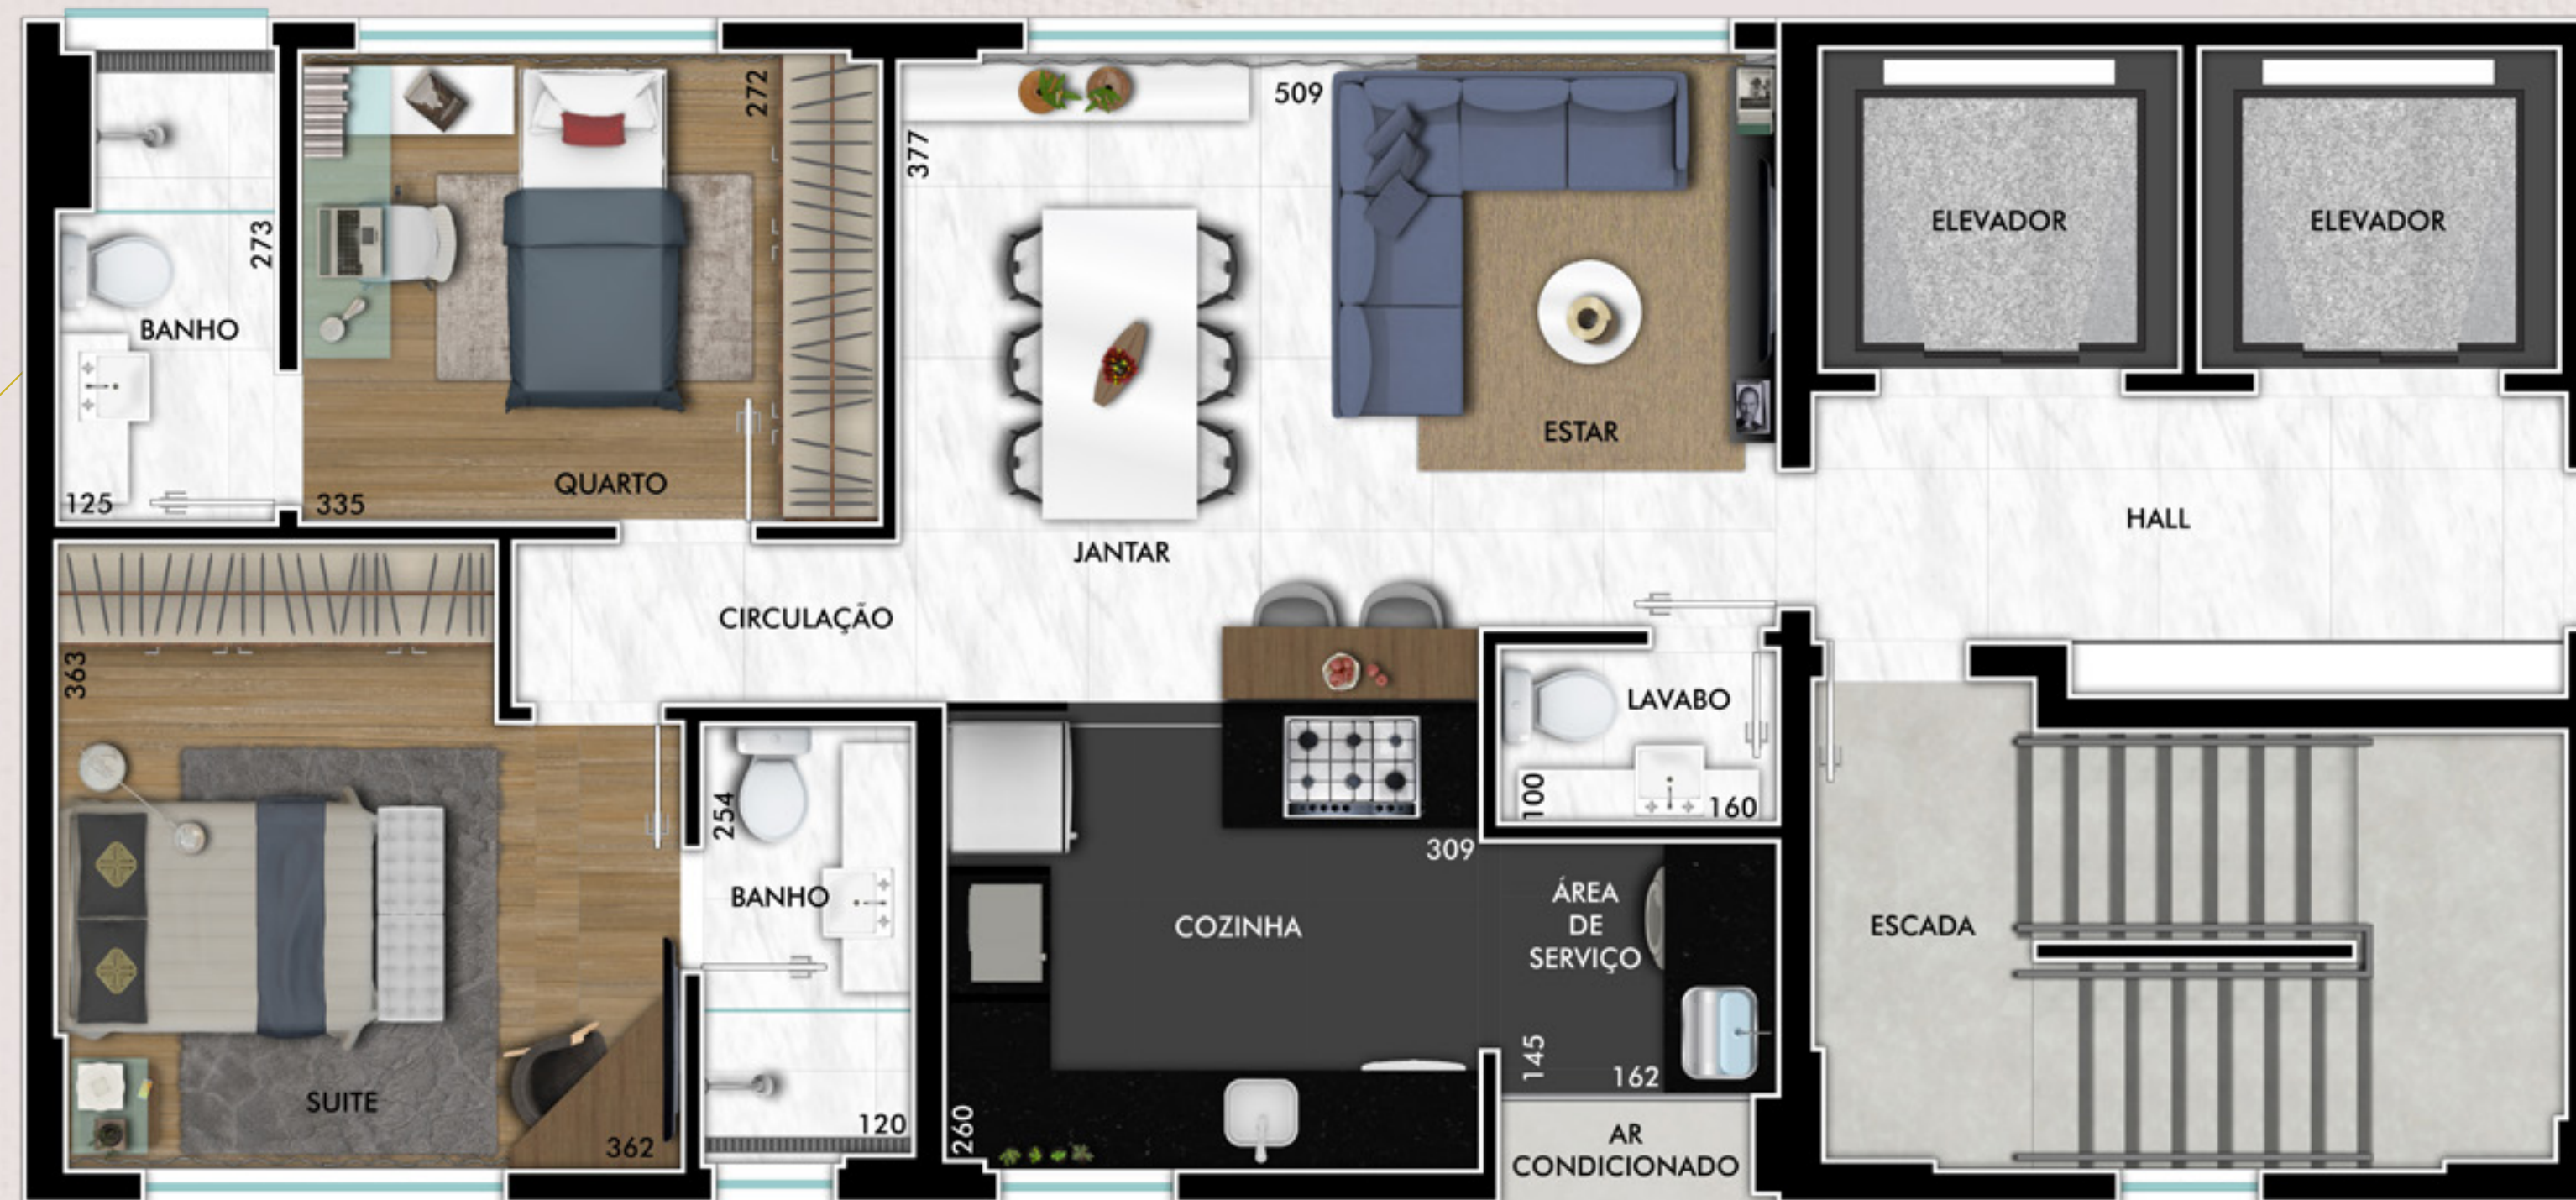 272
509
377
ELEVADOR
ELEVADOR
273
BANHO
ESTAR
QUARTO
125
335
HALL
JANTAR
CIRCULAÇÃO
363
LAVABO
254
100
160
309
BANHO
COZINHA
ÁREA
DE
SERVIÇO
ESCADA
145
162
SUITE
120
260
362
AR
CONDICIONADO